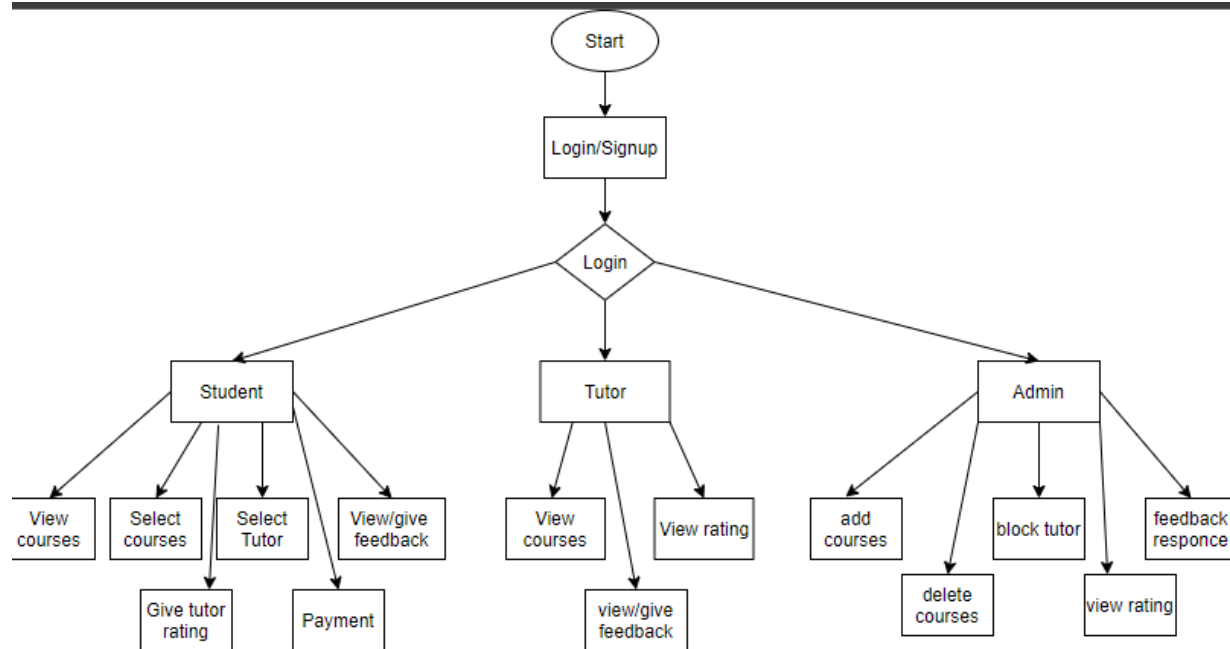 Start
Login/Signup
Login
Student
Tutor
Admin
View
courses
Select
courses
Select
Tutor
View/give
feedback
Give tutor
rating
Payment
View
courses
View rating
view/give
feedback
add
courses
block tutor
feedback
responce
delete
courses
view rating